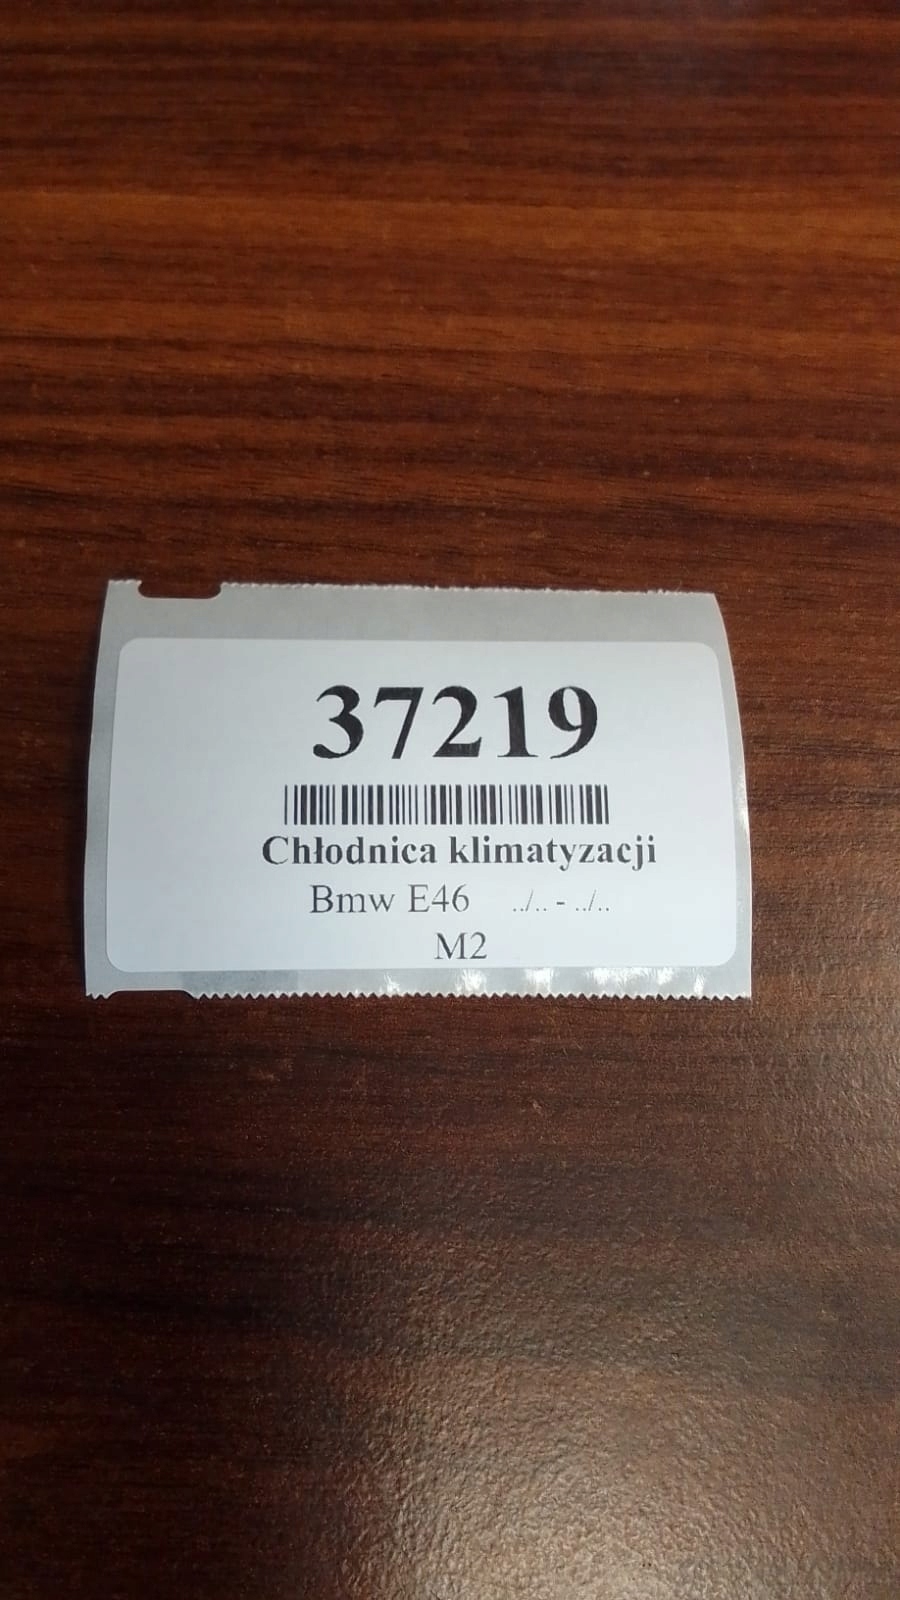 37219
Chłodnica klimatyzacji
Bmw E46 ../.. - ../..
M2